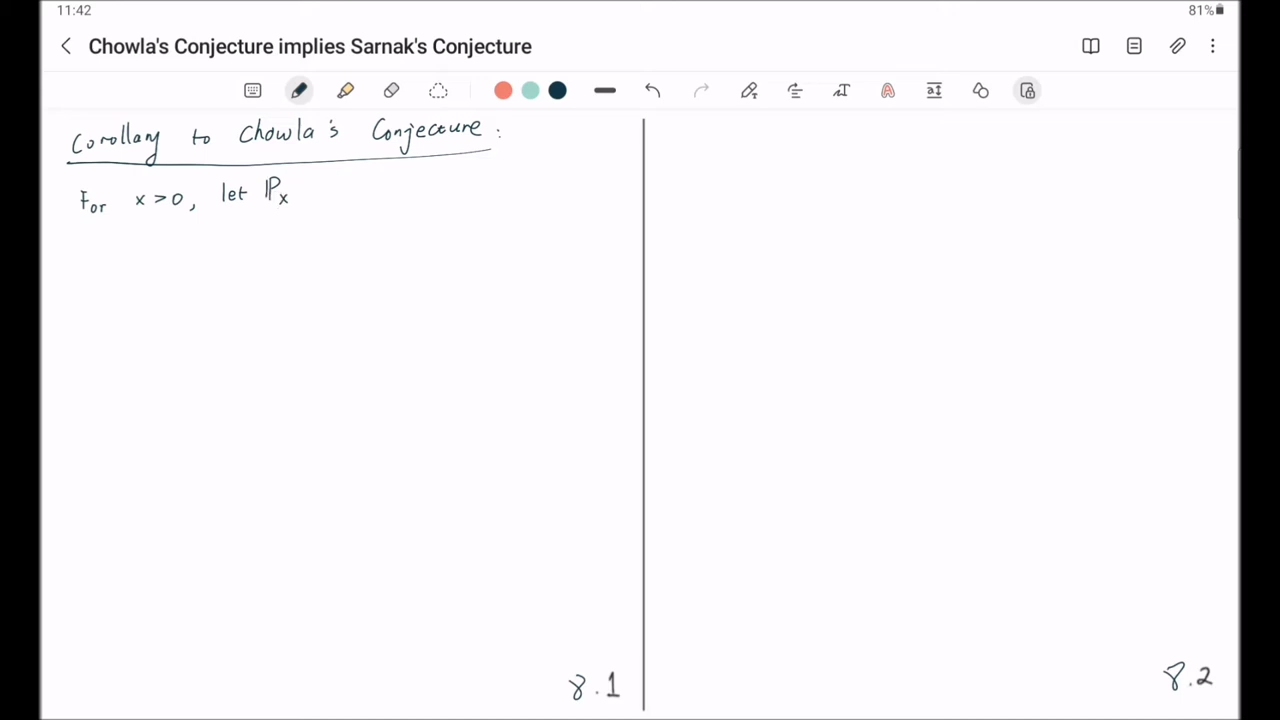 11:42
81%
Chowla's Conjecture implies Sarnak's Conjecture
Corollary to Chowla's Conjecture:
For x>0, let ℙₓ
8.1
8.2